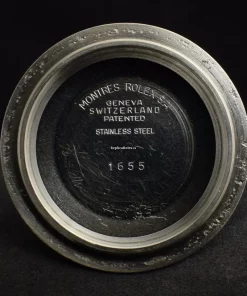 MONTRES ROLEX S.A
GENEVA
SWITZERLAND
PATENTED
STAINLESS STEEL
1655